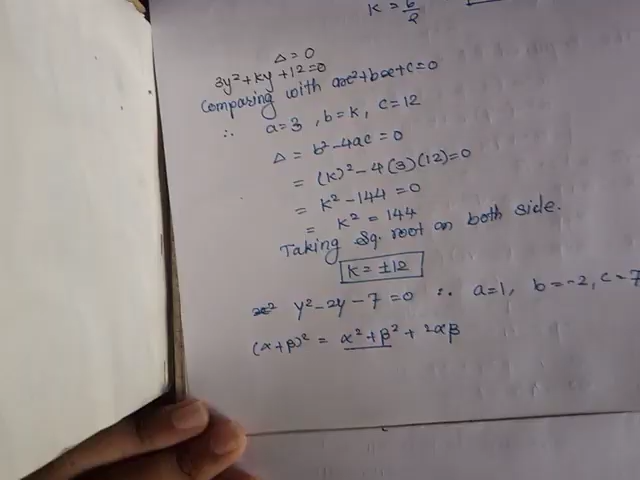 K = 6/2
Δ = 0
3y² + ky + 12 = 0
Comparing with ax² + bx + c = 0
∴ a = 3, b = k, c = 12
Δ = b² - 4ac = 0
= (k)² - 4(3)(12) = 0
= k² - 144 = 0
= k² = 144
Taking sq. root on both side.
K = ±12
y² - 2y - 7 = 0 ∴ a = 1, b = -2, c = 7
(α + β)² = α² + β² + 2αβ